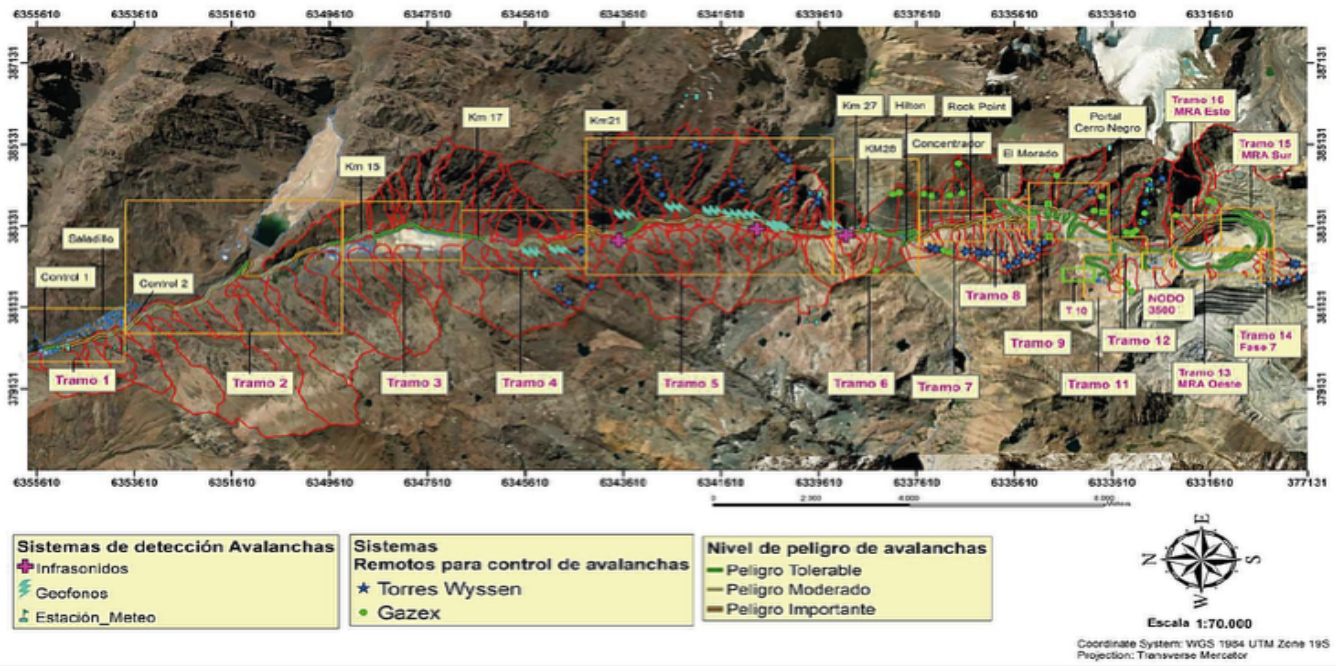 6355610 6353610 6351610 6349610 6347610 6345610 6343610 6341610 6339610 6337610 6335610 6333610 6331610
387131 385131 383131 381131 379131
387131 385131 383131 381131 379131
Control 1
Saladillo
Control 2
Km 15
Km 17
Km21
Km 27
KM28
Hilton
Concentrador
Rock Point
El Morado
Portal
Cerro Negro
Tramo 16
MRA Este
Tramo 15
MRA Sur
Tramo 1
Tramo 2
Tramo 3
Tramo 4
Tramo 5
Tramo 6
Tramo 7
Tramo 8
Tramo 9
T 10
Tramo 11
Tramo 12
NODO
3500
Tramo 13
MRA Oeste
Tramo 14
Fase 7
6355610 6353610 6351610 6349610 6347610 6345610 6343610 6341610 6339610 6337610 6335610 6333610 6331610 377131
0 2.000 4.000 8.000
Meters
Sistemas de detección Avalanchas
Infrasonidos
Geofonos
Estación_Meteo
Sistemas
Remotos para control de avalanchas
Torres Wyssen
Gazex
Nivel de peligro de avalanchas
Peligro Tolerable
Peligro Moderado
Peligro Importante
E
N S
W
Escala 1:70.000
Coordinate System: WGS 1984 UTM Zone 19S
Projection: Transverse Mercator